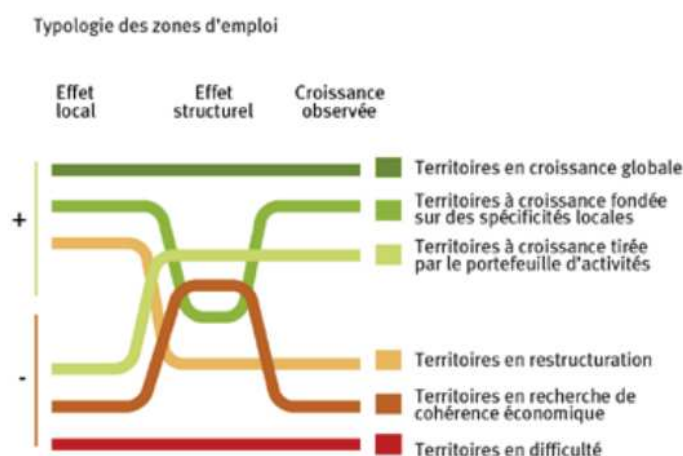 Typologie des zones d'emploi
Effet local
Effet structurel
Croissance observée
+
-
Territoires en croissance globale
Territoires à croissance fondée
sur des spécificités locales
Territoires à croissance tirée
par le portefeuille d'activités
Territoires en restructuration
Territoires en recherche de
cohérence économique
Territoires en difficulté